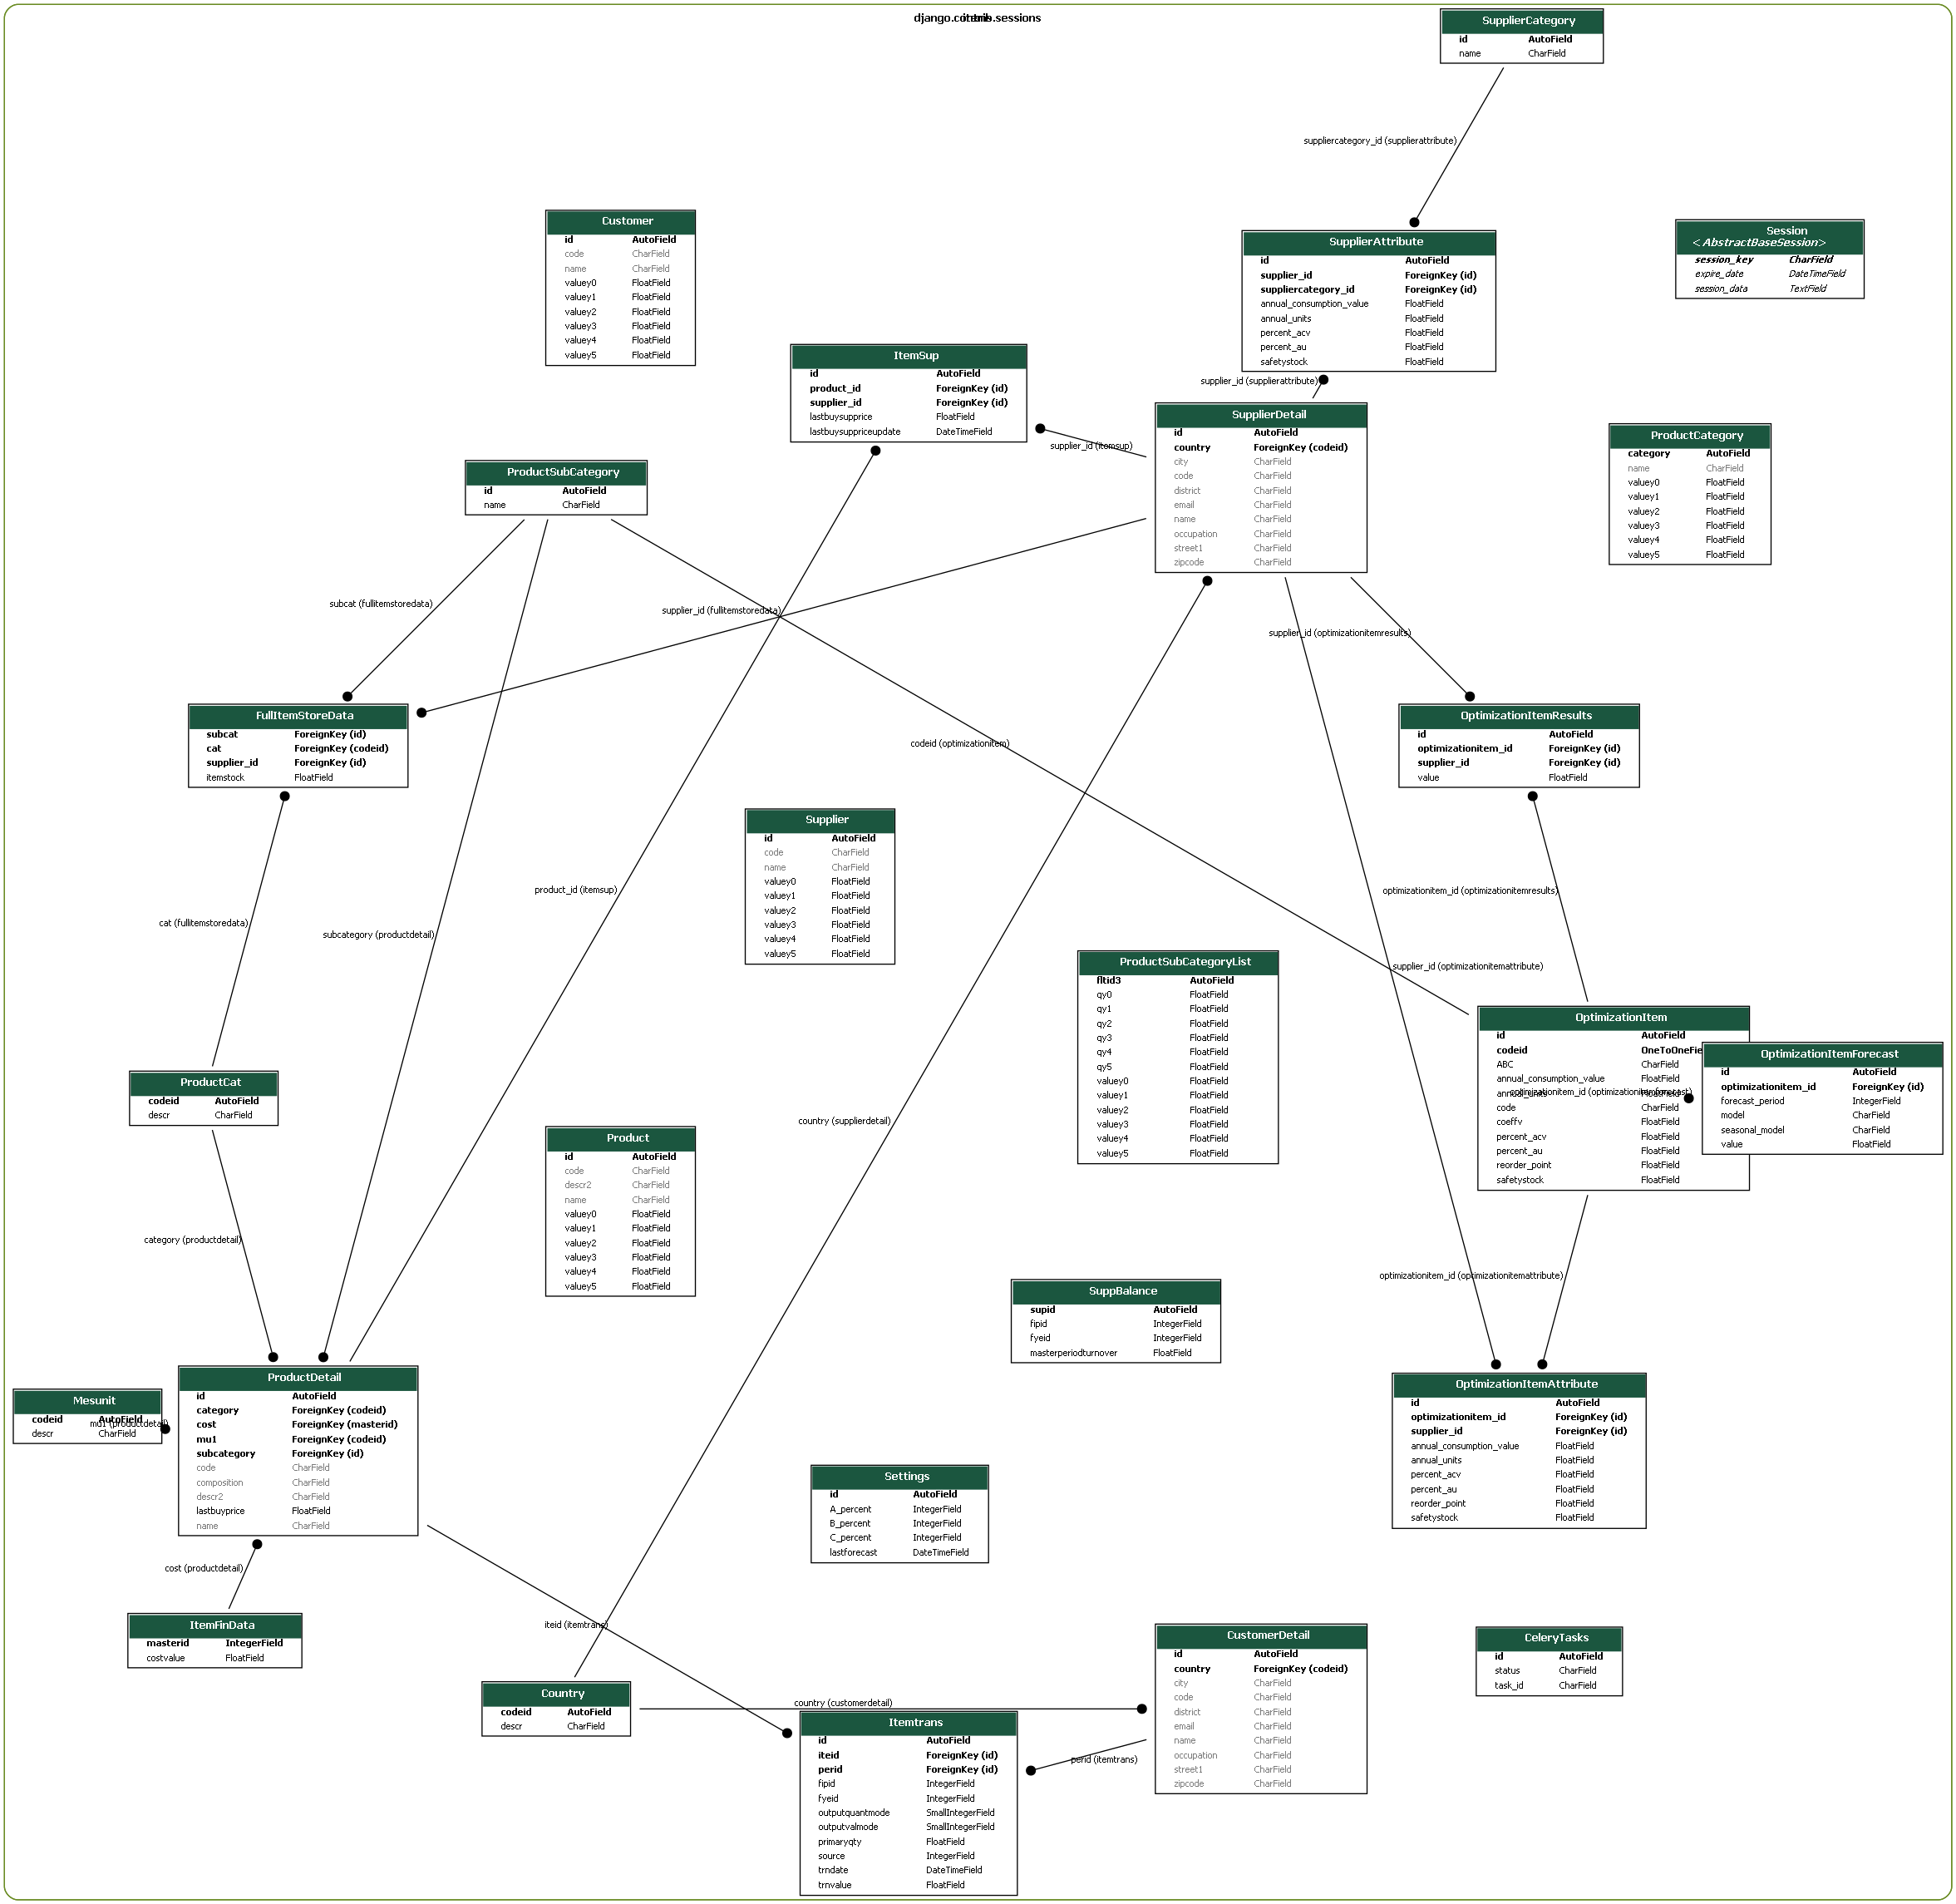 django.contrib.sessions
items
SupplierCategory
id AutoField
name CharField
suppliercategory_id (supplierattribute)
Customer
id AutoField
code CharField
name CharField
valuey0 FloatField
valuey1 FloatField
valuey2 FloatField
valuey3 FloatField
valuey4 FloatField
valuey5 FloatField
SupplierAttribute
id AutoField
supplier_id ForeignKey (id)
suppliercategory_id ForeignKey (id)
annual_consumption_value FloatField
annual_units FloatField
percent_acv FloatField
percent_au FloatField
safetystock FloatField
Session
<AbstractBaseSession>
session_key CharField
expire_date DateTimeField
session_data TextField
ItemSup
id AutoField
product_id ForeignKey (id)
supplier_id ForeignKey (id)
lastbuysupprice FloatField
lastbuysuppriceupdate DateTimeField
supplier_id (supplierattribute)
SupplierDetail
id AutoField
country ForeignKey (codeid)
city CharField
code CharField
district CharField
email CharField
name CharField
occupation CharField
street1 CharField
zipcode CharField
supplier_id (itemsup)
ProductCategory
category AutoField
name CharField
valuey0 FloatField
valuey1 FloatField
valuey2 FloatField
valuey3 FloatField
valuey4 FloatField
valuey5 FloatField
ProductSubCategory
id AutoField
name CharField
subcat (fullitemstoredata)
supplier_id (fullitemstoredata)
supplier_id (optimizationitemresults)
FullItemStoreData
subcat ForeignKey (id)
cat ForeignKey (codeid)
supplier_id ForeignKey (id)
itemstock FloatField
codeid (optimizationitem)
OptimizationItemResults
id AutoField
optimizationitem_id ForeignKey (id)
supplier_id ForeignKey (id)
value FloatField
Supplier
id AutoField
code CharField
name CharField
valuey0 FloatField
valuey1 FloatField
valuey2 FloatField
valuey3 FloatField
valuey4 FloatField
valuey5 FloatField
product_id (itemsup)
optimizationitem_id (optimizationitemresults)
cat (fullitemstoredata)
subcategory (productdetail)
supplier_id (optimizationitemattribute)
ProductSubCategoryList
fltid3 AutoField
qy0 FloatField
qy1 FloatField
qy2 FloatField
qy3 FloatField
qy4 FloatField
qy5 FloatField
valuey0 FloatField
valuey1 FloatField
valuey2 FloatField
valuey3 FloatField
valuey4 FloatField
valuey5 FloatField
OptimizationItem
id AutoField
codeid OneToOneFie
ABC CharField
annual_consumption_value FloatField
annual_units FloatField
code CharField
coeffv FloatField
percent_acv FloatField
percent_au FloatField
reorder_point FloatField
safetystock FloatField
optimizationitem_id (optimizationitemforecast)
OptimizationItemForecast
id AutoField
optimizationitem_id ForeignKey (id)
forecast_period IntegerField
model CharField
seasonal_model CharField
value FloatField
ProductCat
codeid AutoField
descr CharField
country (supplierdetail)
Product
id AutoField
code CharField
descr2 CharField
name CharField
valuey0 FloatField
valuey1 FloatField
valuey2 FloatField
valuey3 FloatField
valuey4 FloatField
valuey5 FloatField
category (productdetail)
SuppBalance
supid AutoField
fipid IntegerField
fyeid IntegerField
masterperiodturnover FloatField
optimizationitem_id (optimizationitemattribute)
Mesunit
codeid AutoField
descr CharField
mu1 (productdetail)
ProductDetail
id AutoField
category ForeignKey (codeid)
cost ForeignKey (masterid)
mu1 ForeignKey (codeid)
subcategory ForeignKey (id)
code CharField
composition CharField
descr2 CharField
lastbuyprice FloatField
name CharField
OptimizationItemAttribute
id AutoField
optimizationitem_id ForeignKey (id)
supplier_id ForeignKey (id)
annual_consumption_value FloatField
annual_units FloatField
percent_acv FloatField
percent_au FloatField
reorder_point FloatField
safetystock FloatField
Settings
id AutoField
A_percent IntegerField
B_percent IntegerField
C_percent IntegerField
lastforecast DateTimeField
cost (productdetail)
ItemFinData
masterid IntegerField
costvalue FloatField
iteid (itemtrans)
Country
codeid AutoField
descr CharField
country (customerdetail)
Itemtrans
id AutoField
iteid ForeignKey (id)
perid ForeignKey (id)
fipid IntegerField
fyeid IntegerField
outputquantmode SmallIntegerField
outputvalmode SmallIntegerField
primaryqty FloatField
source IntegerField
trndate DateTimeField
trnvalue FloatField
perid (itemtrans)
CustomerDetail
id AutoField
country ForeignKey (codeid)
city CharField
code CharField
district CharField
email CharField
name CharField
occupation CharField
street1 CharField
zipcode CharField
CeleryTasks
id AutoField
status CharField
task_id CharField